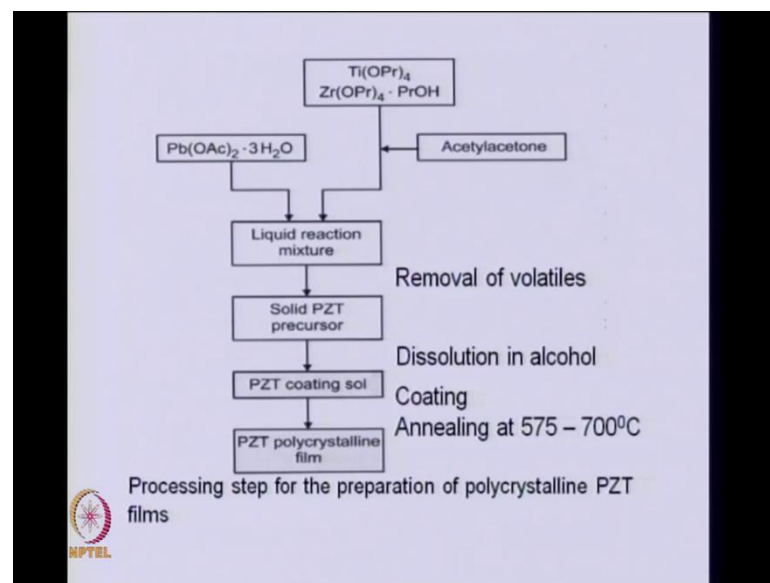 Ti(OPr)₄
Zr(OPr)₄ · PrOH
Pb(OAc)₂ · 3H₂O
Acetylacetone
Liquid reaction
mixture
Removal of volatiles
Solid PZT
precursor
Dissolution in alcohol
PZT coating sol
Coating
Annealing at 575 – 700⁰C
PZT polycrystalline
film
Processing step for the preparation of polycrystalline PZT
films
NPTEL